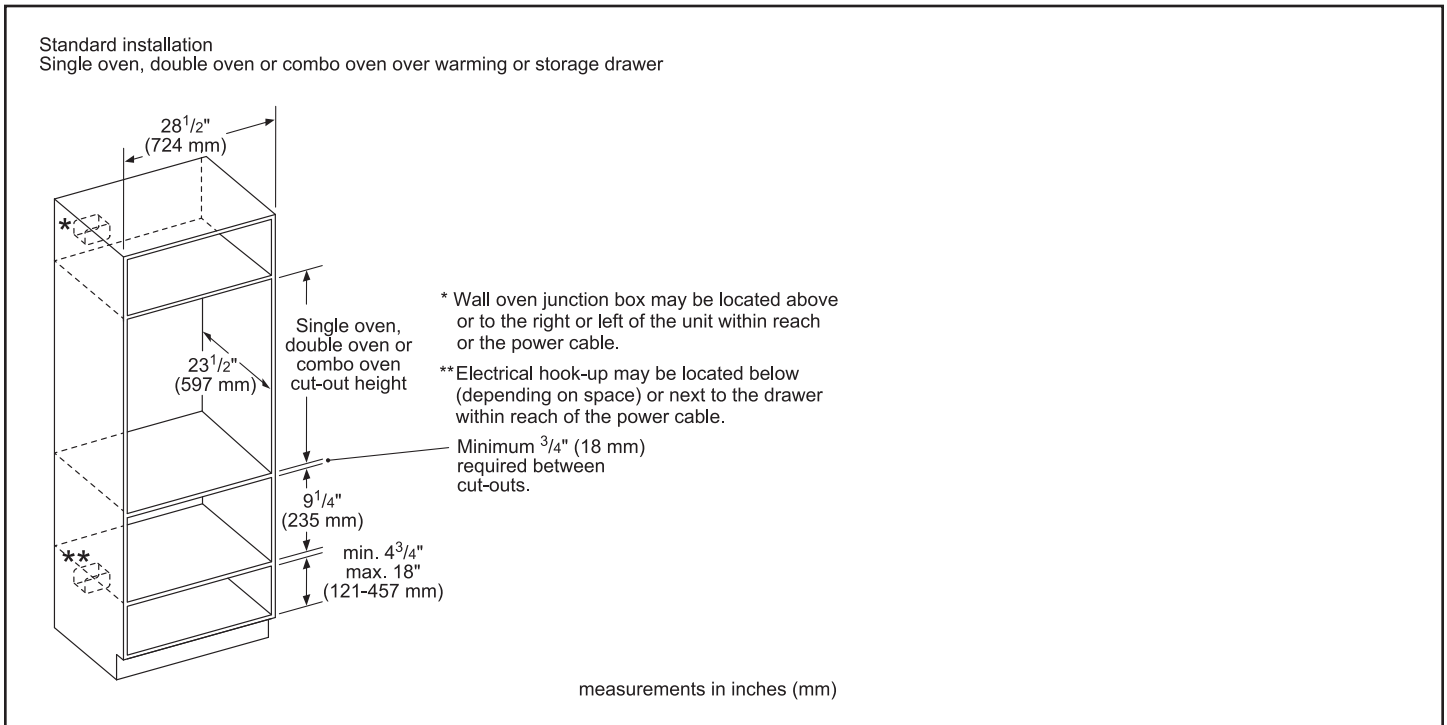 Standard installation
Single oven, double oven or combo oven over warming or storage drawer
28 1/2"
(724 mm)
*
Single oven,
double oven or
combo oven
cut-out height
23 1/2"
(597 mm)
* Wall oven junction box may be located above
or to the right or left of the unit within reach
or the power cable.
**Electrical hook-up may be located below
(depending on space) or next to the drawer
within reach of the power cable.
Minimum 3/4" (18 mm)
required between
cut-outs.
9 1/4"
(235 mm)
**
min. 4 3/4"
max. 18"
(121-457 mm)
measurements in inches (mm)